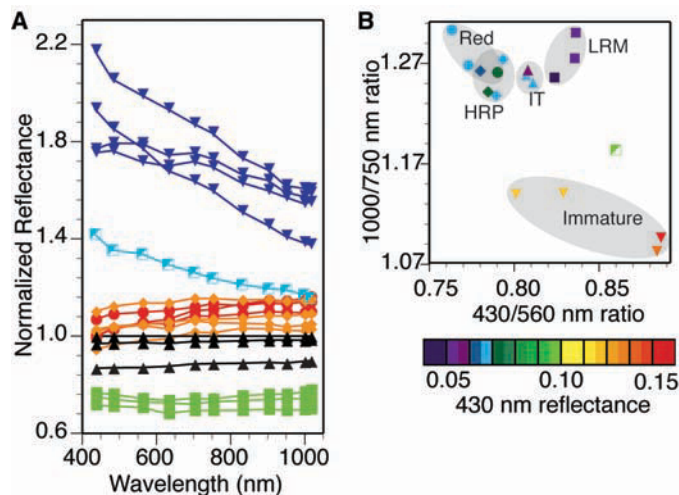 A
2.2
1.8
1.4
1.0
0.6
Normalized Reflectance
400 600 800 1000
Wavelength (nm)
B
1.27
1.17
1.07
1000/750 nm ratio
Red
LRM
HRP
IT
Immature
0.75 0.80 0.85
430/560 nm ratio
0.05 0.10 0.15
430 nm reflectance